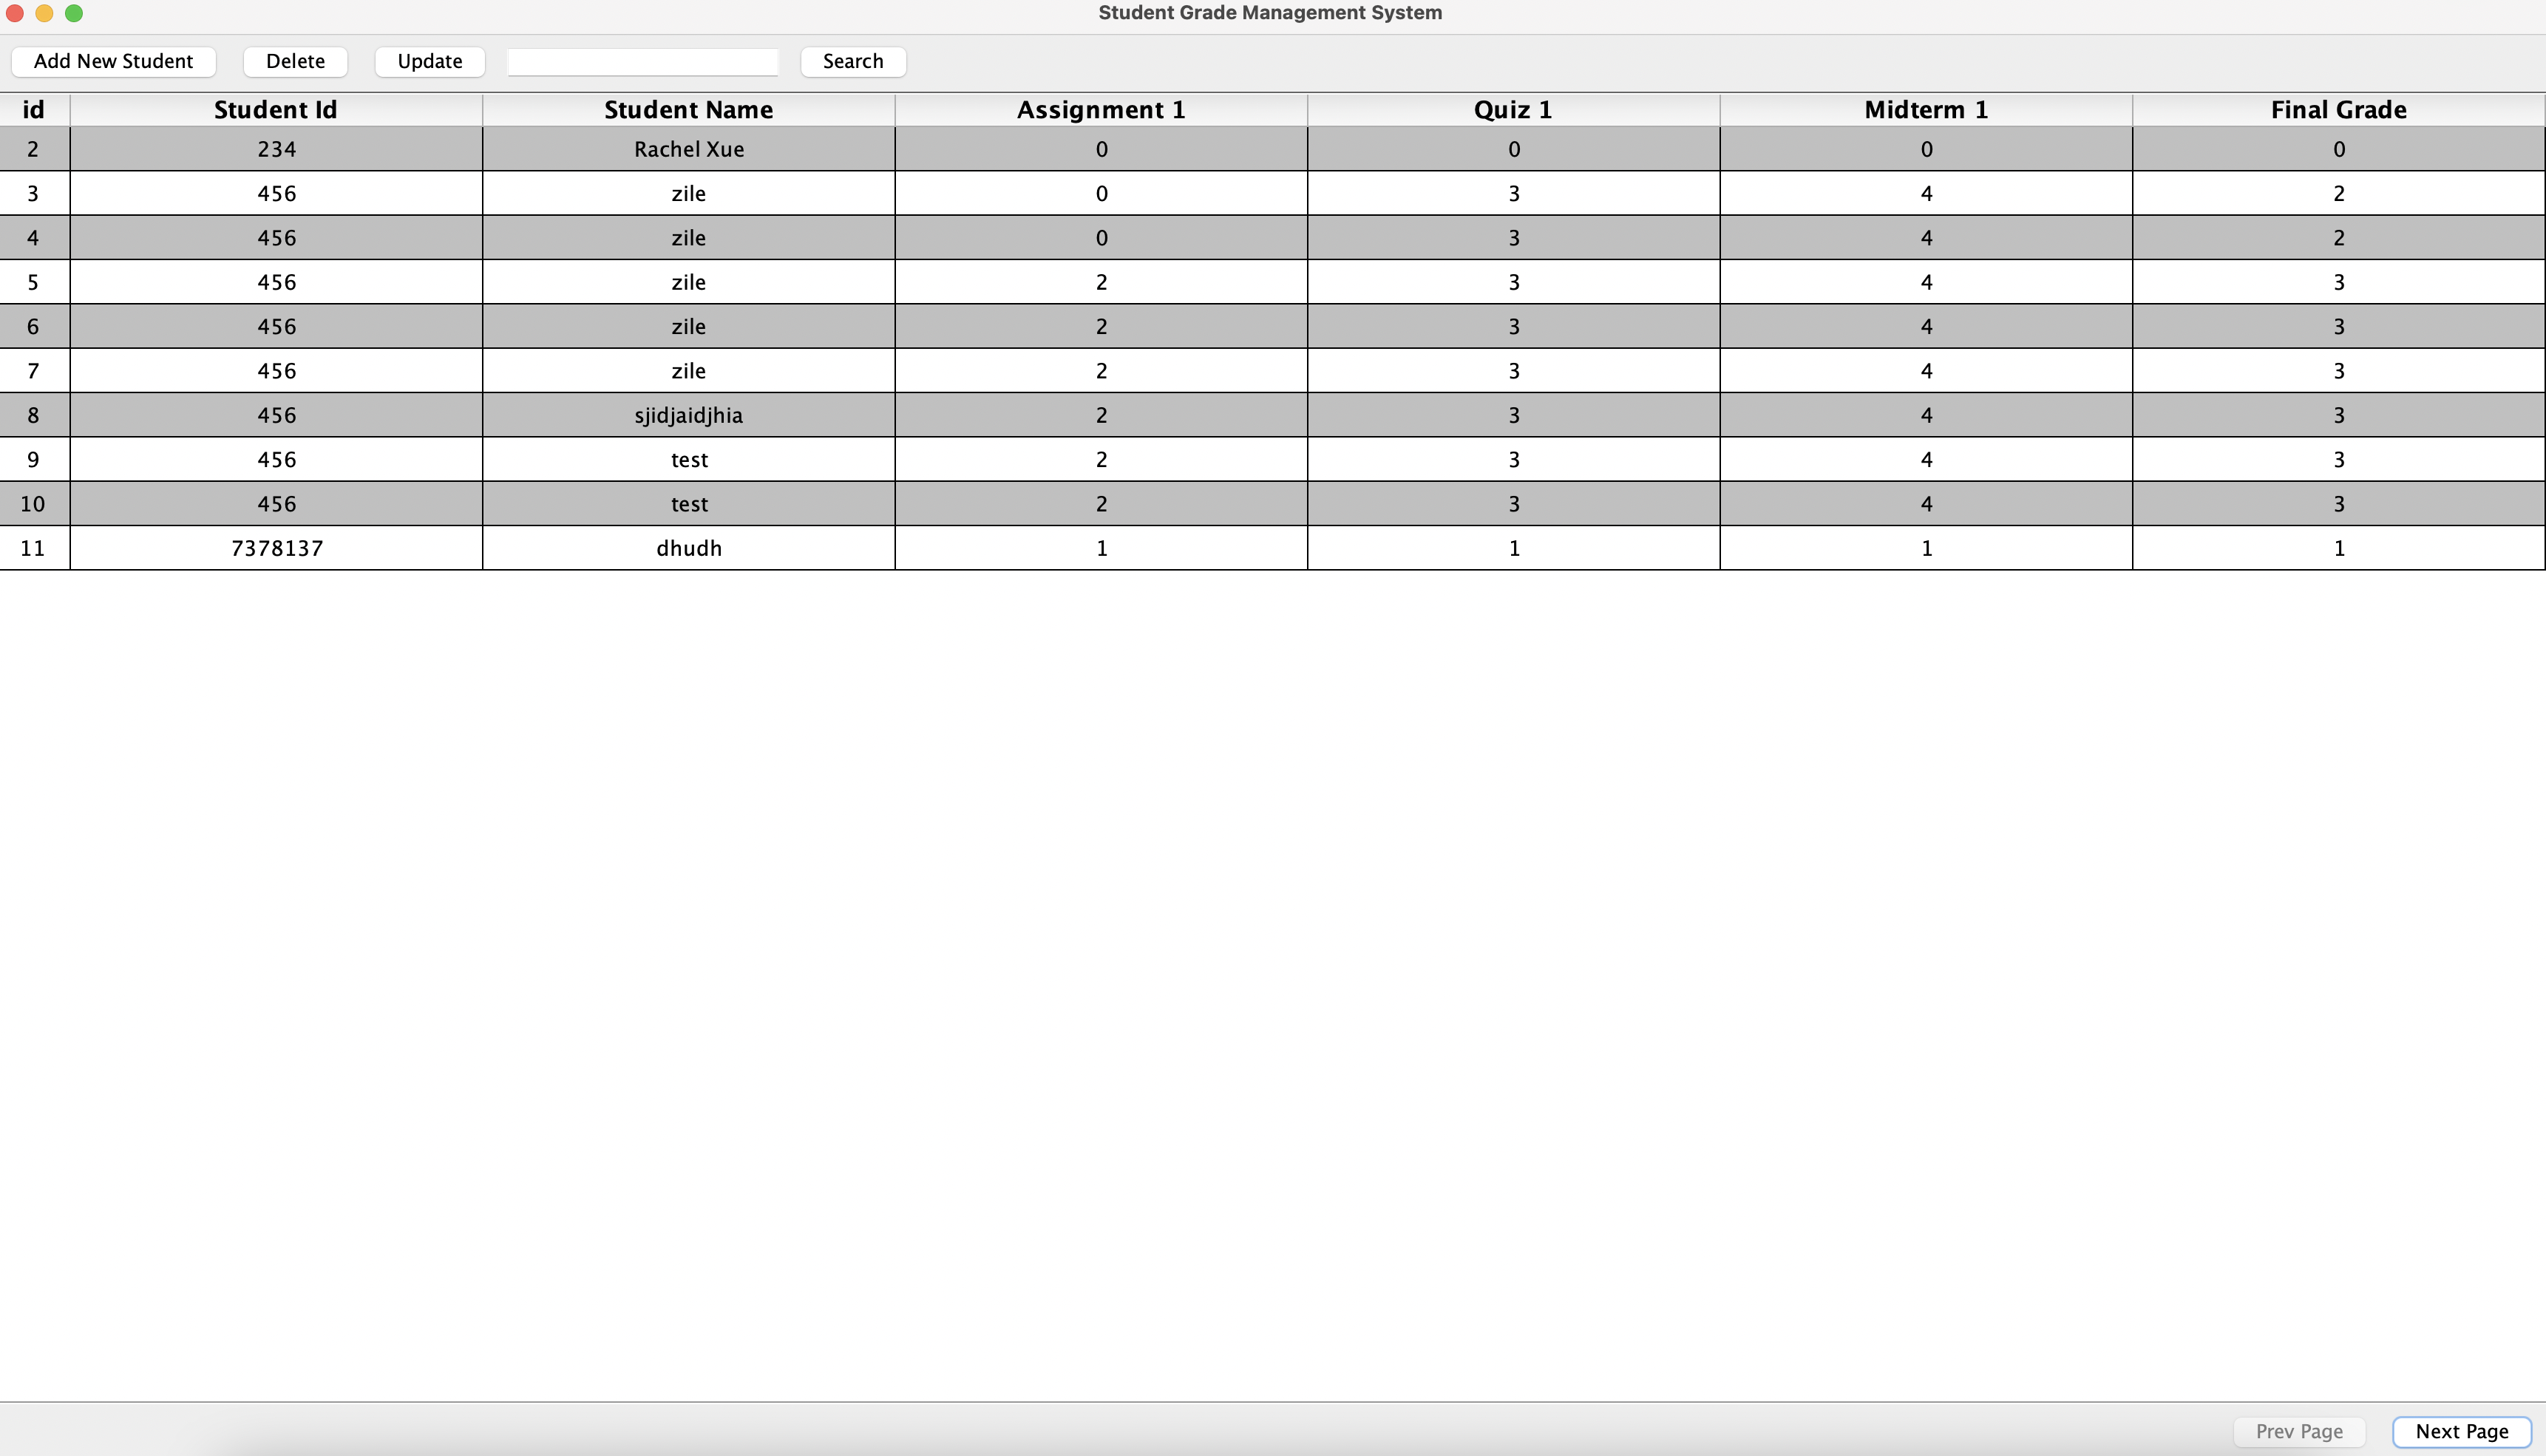 Student Grade Management System
Add New Student Delete Update Search
id Student Id Student Name Assignment 1 Quiz 1 Midterm 1 Final Grade
2 234 Rachel Xue 0 0 0 0
3 456 zile 0 3 4 2
4 456 zile 0 3 4 2
5 456 zile 2 3 4 3
6 456 zile 2 3 4 3
7 456 zile 2 3 4 3
8 456 sjidjaidjhia 2 3 4 3
9 456 test 2 3 4 3
10 456 test 2 3 4 3
11 7378137 dhudh 1 1 1 1
Prev Page Next Page